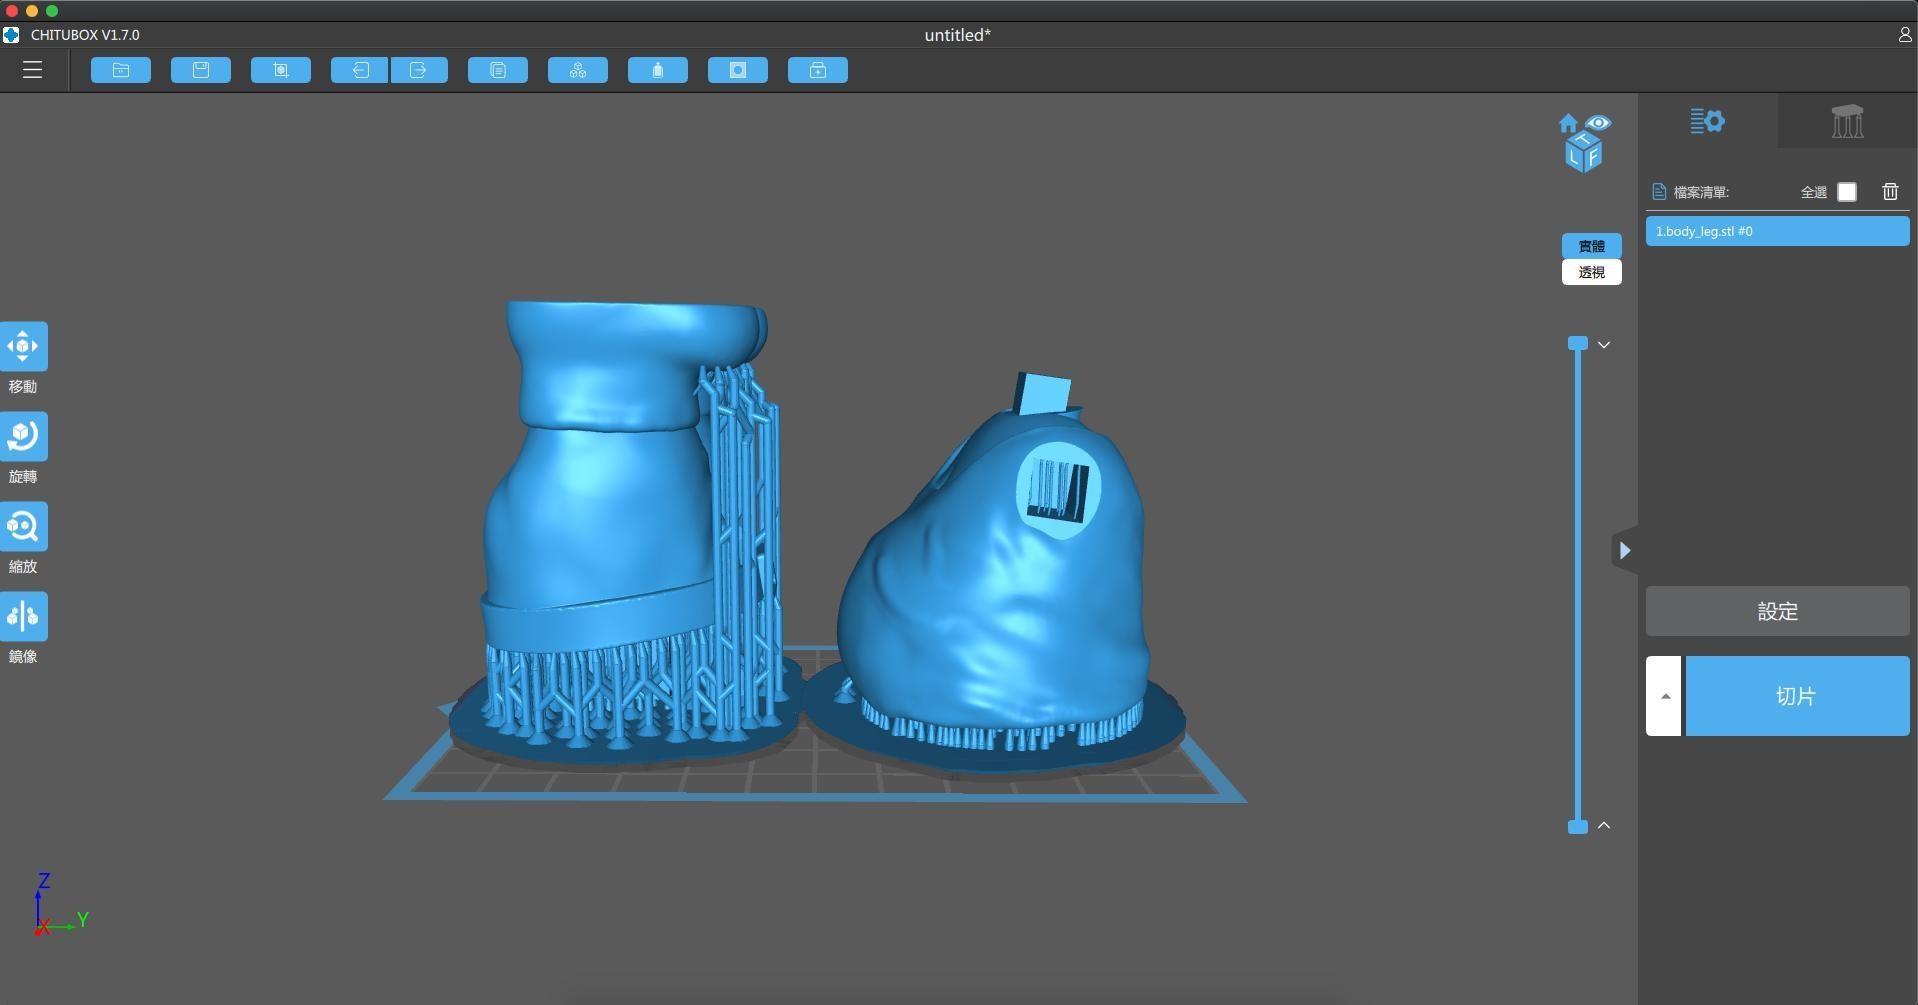 CHITUBOX V1.7.0
untitled*
T
L F
檔案清單:
全選
1.body_leg.stl #0
實體
透視
移動
旋轉
縮放
鏡像
設定
切片
Z
X
Y